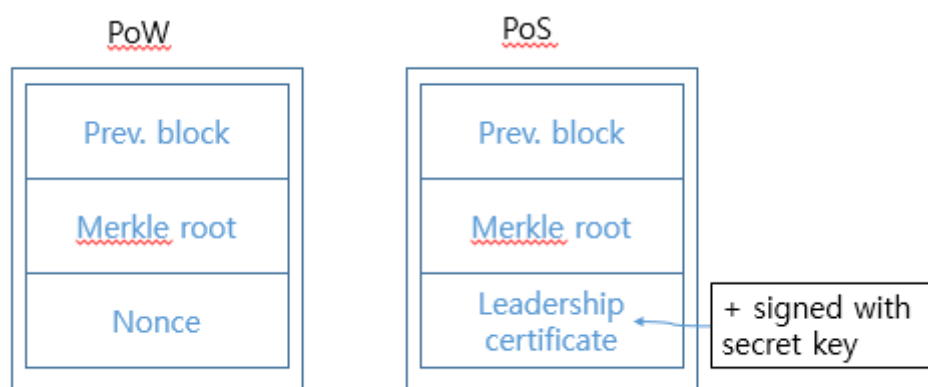 PoW
Prev. block
Merkle root
Nonce
PoS
Prev. block
Merkle root
Leadership
certificate
+ signed with
secret key